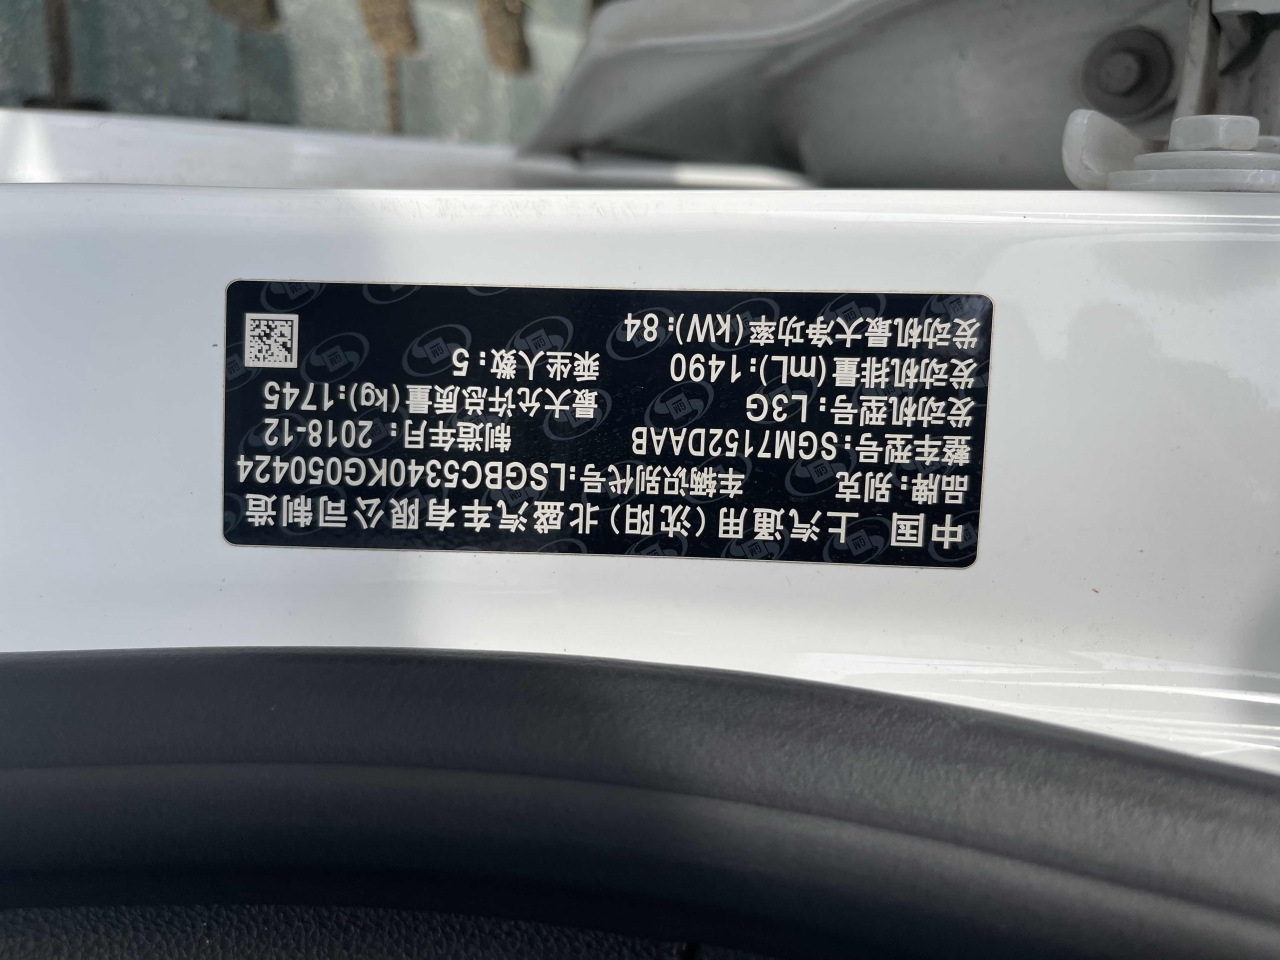 中国 上汽通用(沈阳)北盛汽车有限公司制造
品牌:别克 车辆识别代号:LSGBC5340KG050424
整车型号:SGM7152DAAB 制造年月: 2018-12
发动机型号:L3G 最大允许总质量(kg):1745
发动机排量(mL):1490 乘坐人数:5
发动机最大净功率(kW):84